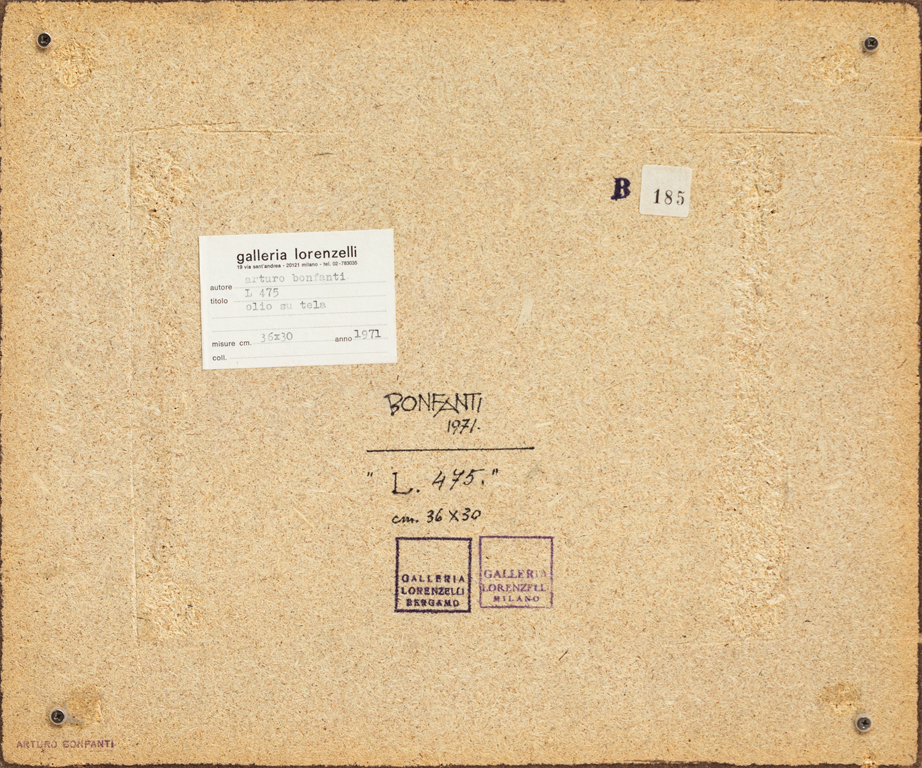 B 185
galleria lorenzelli
19 via sant'andrea - 20121 milano - tel. 02-783035
autore arturo bonfanti
titolo L 475
olio su tela
misure cm. 36x30 anno 1971
coll.
BONFANTI
1971.
"L. 475."
cm. 36 X 30
GALLERIA
LORENZELLI
BERGAMO
GALLERIA
LORENZELLI
MILANO
ARTURO BONFANTI